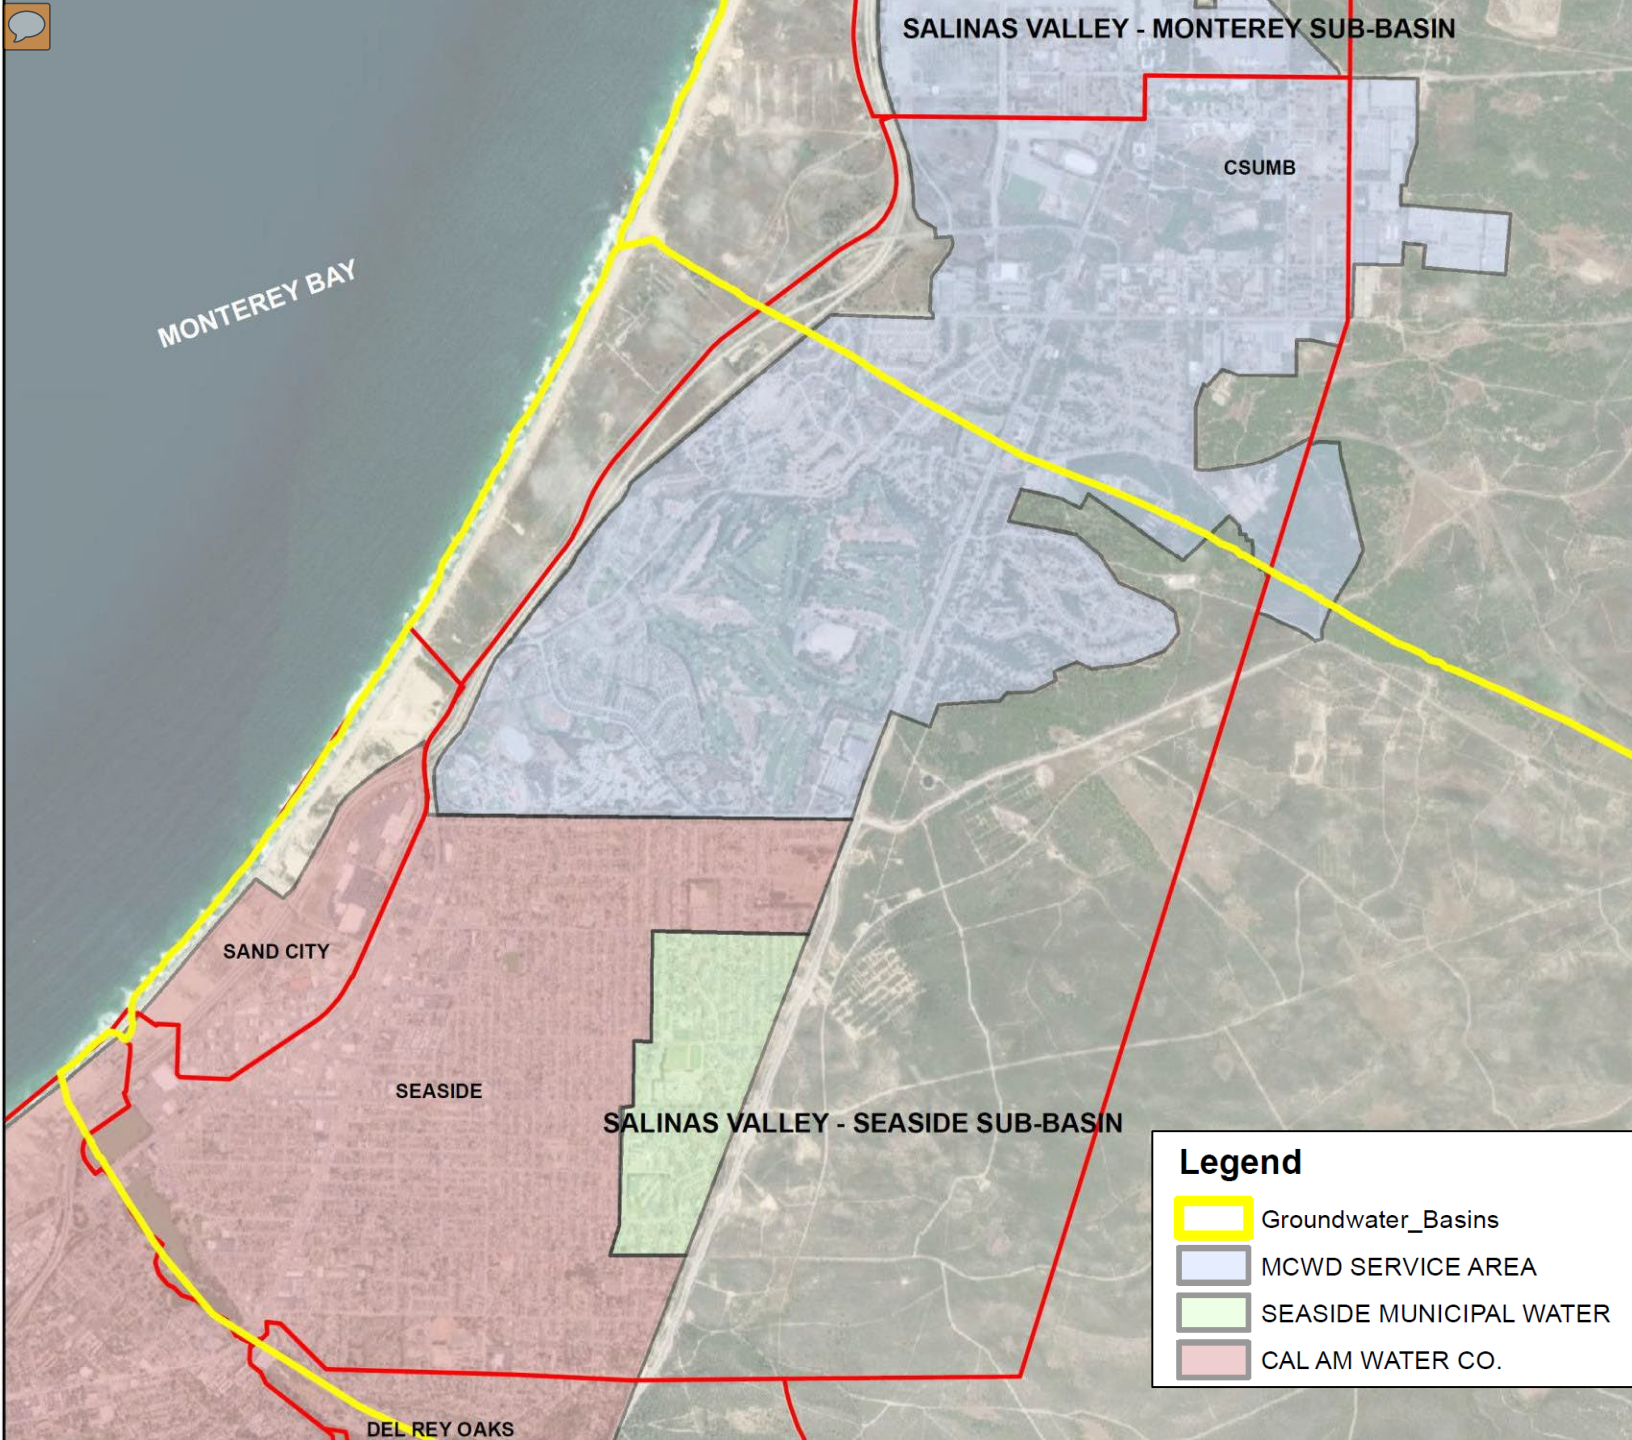 SALINAS VALLEY - MONTEREY SUB-BASIN
CSUMB
MONTEREY BAY
SAND CITY
SEASIDE
SALINAS VALLEY - SEASIDE SUB-BASIN
DEL REY OAKS
Legend
Groundwater_Basins
MCWD SERVICE AREA
SEASIDE MUNICIPAL WATER
CAL AM WATER CO.